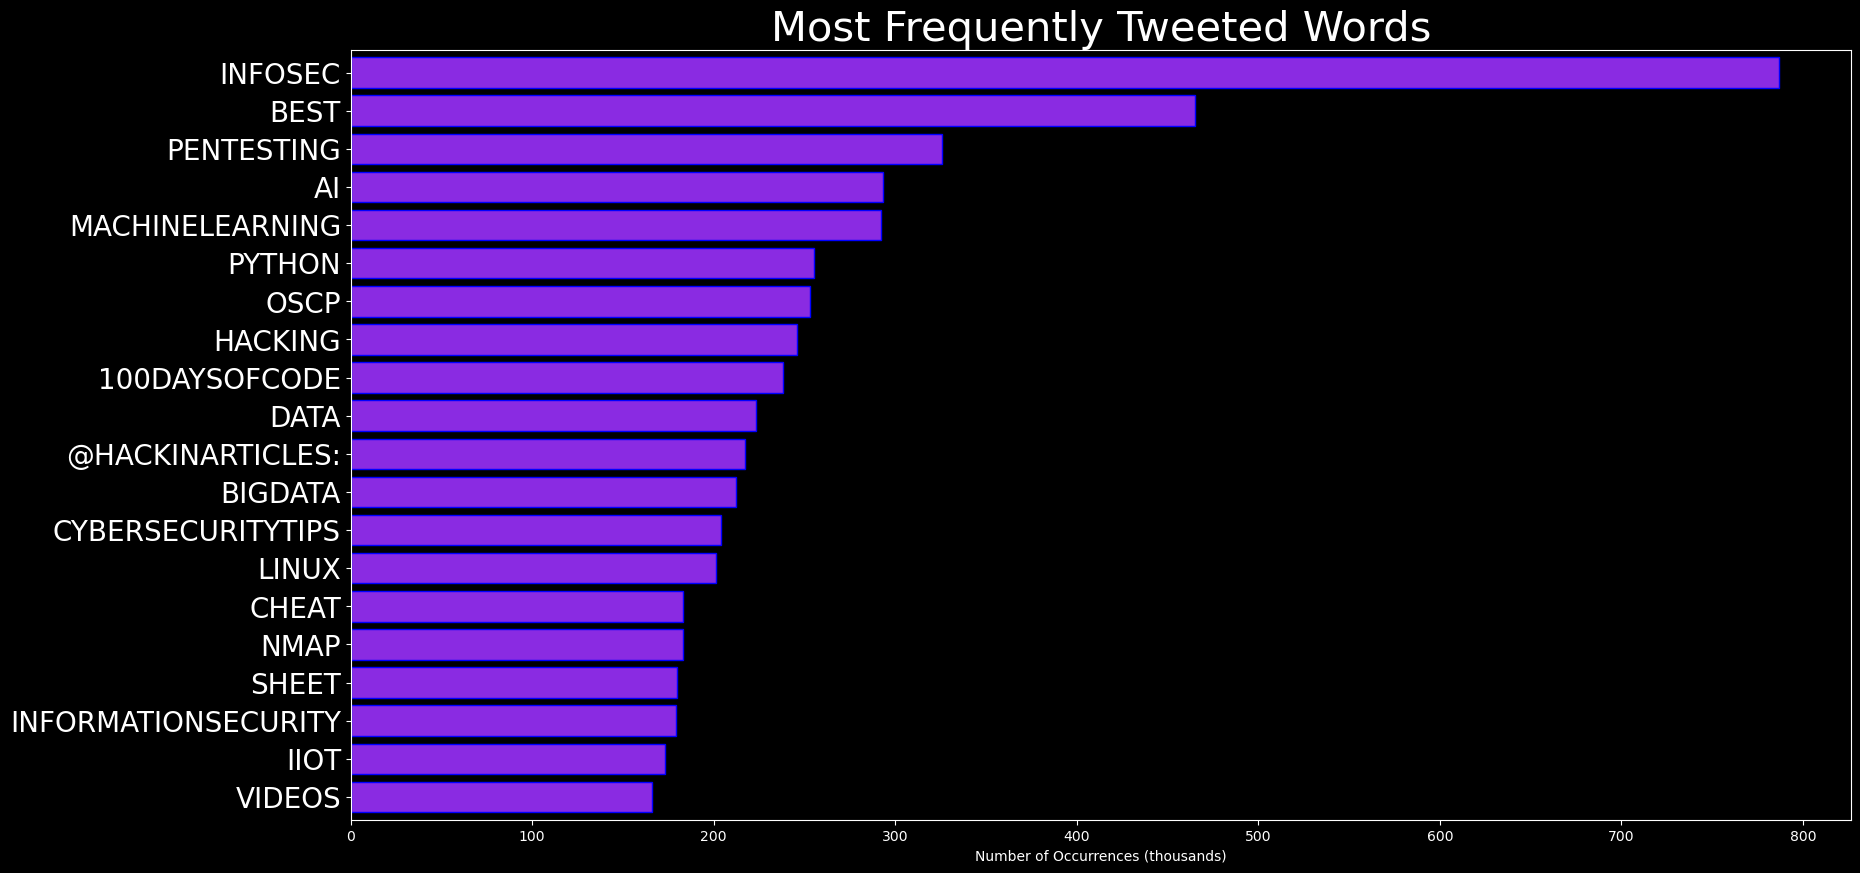 Most Frequently Tweeted Words
INFOSEC
BEST
PENTESTING
AI
MACHINELEARNING
PYTHON
OSCP
HACKING
100DAYSOFCODE
DATA
@HACKINARTICLES:
BIGDATA
CYBERSECURITYTIPS
LINUX
CHEAT
NMAP
SHEET
INFORMATIONSECURITY
IIOT
VIDEOS
0 100 200 300 400 500 600 700 800
Number of Occurrences (thousands)